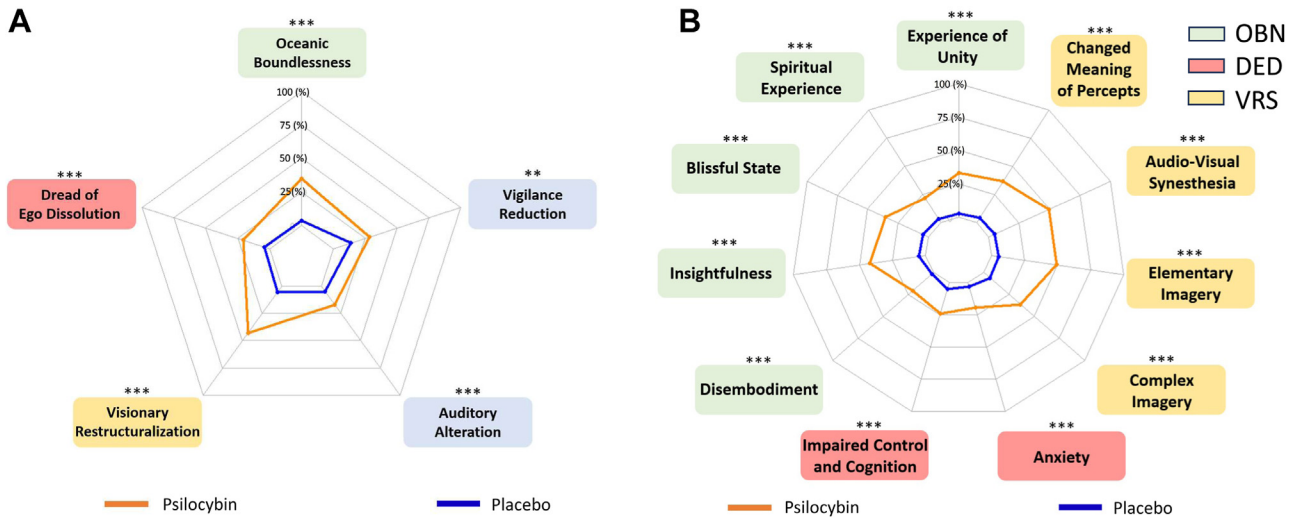 A
***
Oceanic
Boundlessness
100 (%)
75 (%)
50 (%)
25(%)
***
Dread of
Ego Dissolution
**
Vigilance
Reduction
***
Visionary
Restructuralization
***
Auditory
Alteration
Psilocybin
Placebo
B
***
Experience of
Unity
***
Changed
Meaning
of Percepts
OBN
DED
VRS
***
Spiritual
Experience
100 (%)
75 (%)
50 (%)
25(%)
***
Blissful State
***
Audio-Visual
Synesthesia
***
Insightfulness
***
Elementary
Imagery
***
Disembodiment
***
Complex
Imagery
***
Impaired Control
and Cognition
***
Anxiety
Psilocybin
Placebo